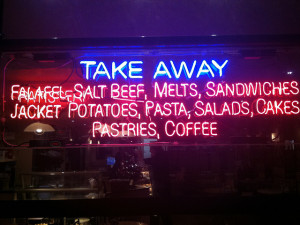 TAKE AWAY
FALAFEL, SALT BEEF, MELTS, SANDWICHES
JACKET POTATOES, PASTA, SALADS, CAKES
PASTRIES, COFFEE